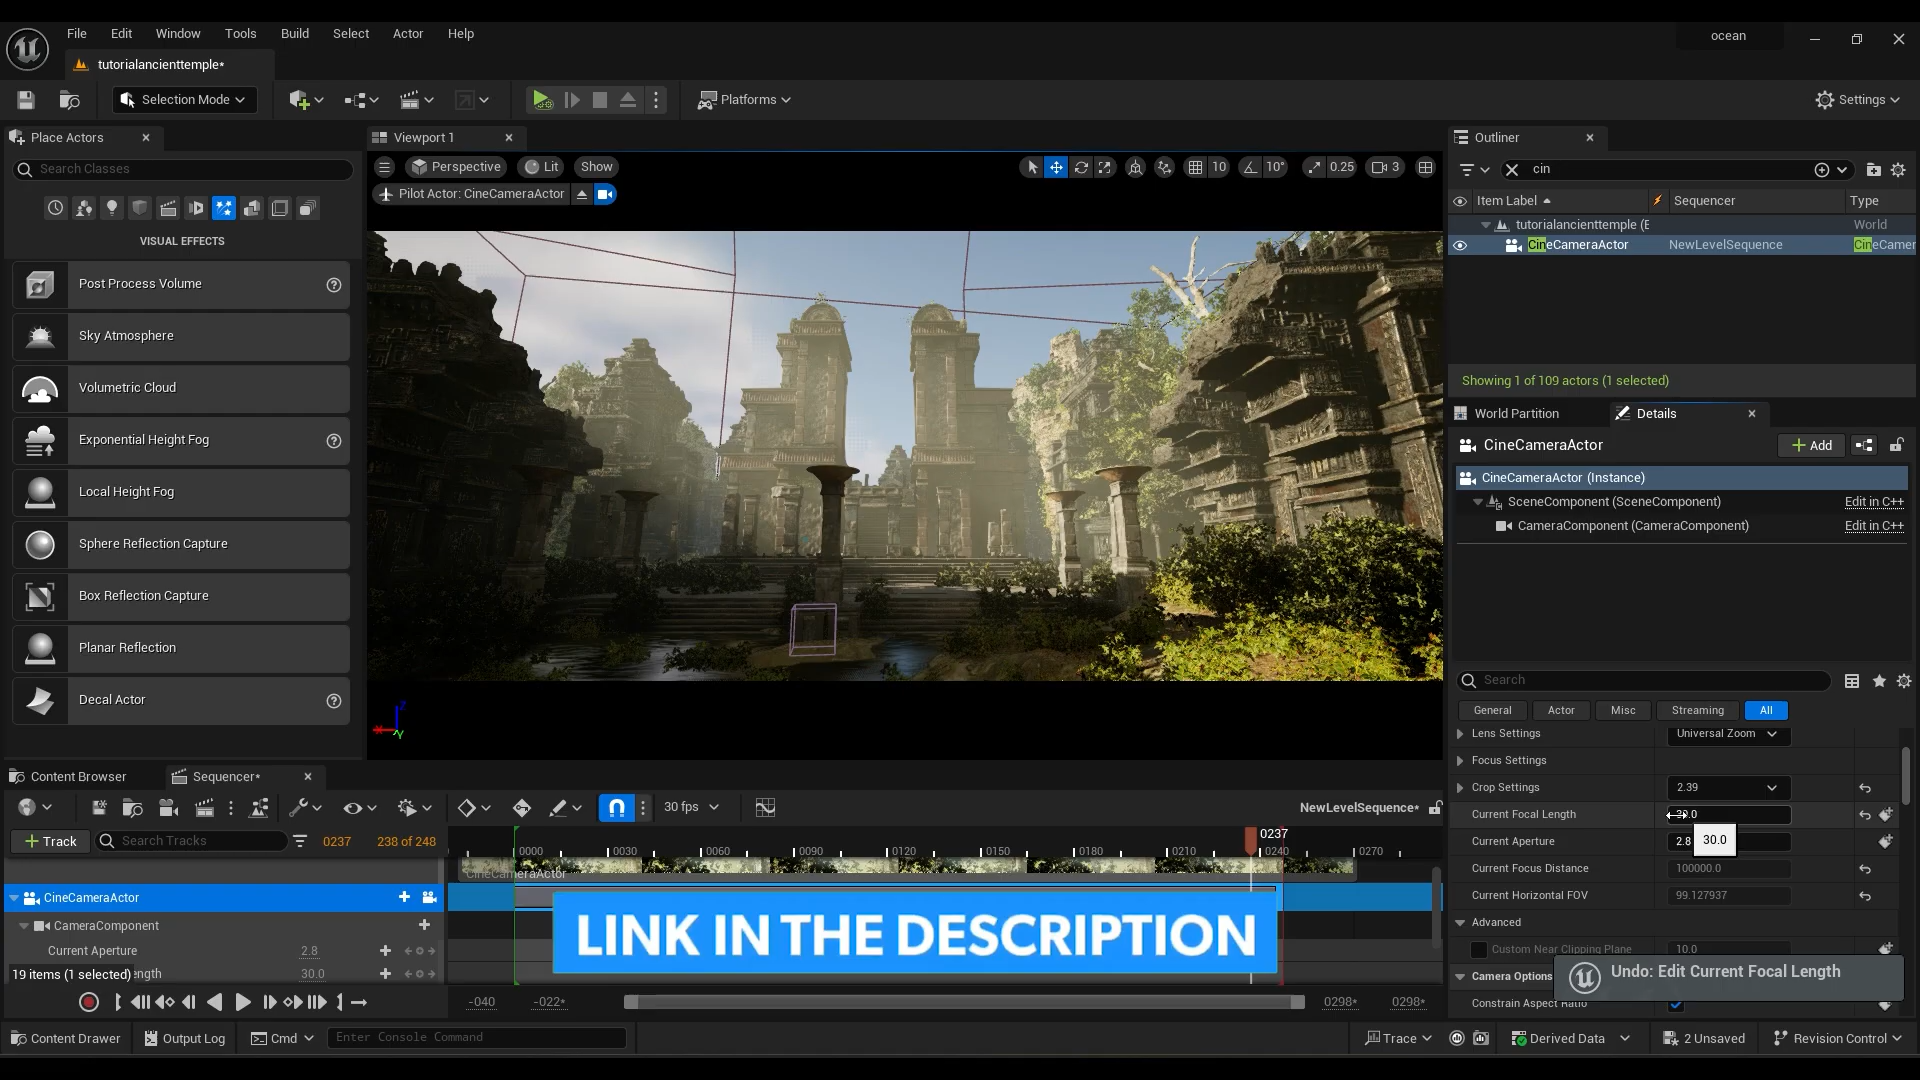 File Edit Window Tools Build Select Actor Help
ocean
tutorialancienttemple*
Selection Mode
Platforms
Settings
Place Actors
Search Classes
VISUAL EFFECTS
Post Process Volume
Sky Atmosphere
Volumetric Cloud
Exponential Height Fog
Local Height Fog
Sphere Reflection Capture
Box Reflection Capture
Planar Reflection
Decal Actor
Viewport 1
Perspective Lit Show 10 10° 0.25 3
Pilot Actor: CineCameraActor
Outliner
cin
Item Label Sequencer Type
tutorialancienttemple (E World
CineCameraActor NewLevelSequence CineCamer
Showing 1 of 109 actors (1 selected)
World Partition Details
CineCameraActor Add
CineCameraActor (Instance)
SceneComponent (SceneComponent) Edit in C++
CameraComponent (CameraComponent) Edit in C++
Search
General Actor Misc Streaming All
Lens Settings Universal Zoom
Focus Settings
Crop Settings 2.39
Current Focal Length
30.0
Current Aperture 2.8
Current Focus Distance 100000.0
Current Horizontal FOV 99.127937
Advanced
Custom Near Clipping Plane 10.0
Camera Options
Constrain Aspect Ratio
Undo: Edit Current Focal Length
Content Browser Sequencer*
30 fps
NewLevelSequence*
Track
Search Tracks
0237 238 of 248
0237
0000 0030 0060 0090 0120 0150 0180 0210 0240 0270
CineCameraActor
CineCameraActor
CameraComponent
Current Aperture 2.8
19 items (1 selected) ength 30.0
LINK IN THE DESCRIPTION
-040 -022* 0298* 0298*
Content Drawer Output Log Cmd Enter Console Command
Trace Derived Data 2 Unsaved Revision Control